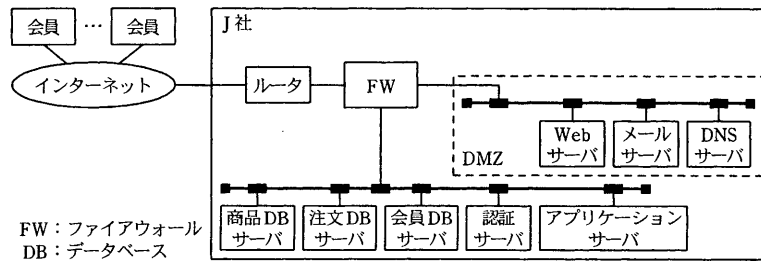 会員 … 会員
J社
インターネット
ルータ
FW
Web
サーバ
メール
サーバ
DNS
サーバ
DMZ
商品DB
サーバ
注文DB
サーバ
会員DB
サーバ
認証
サーバ
アプリケーション
サーバ
FW：ファイアウォール
DB：データベース